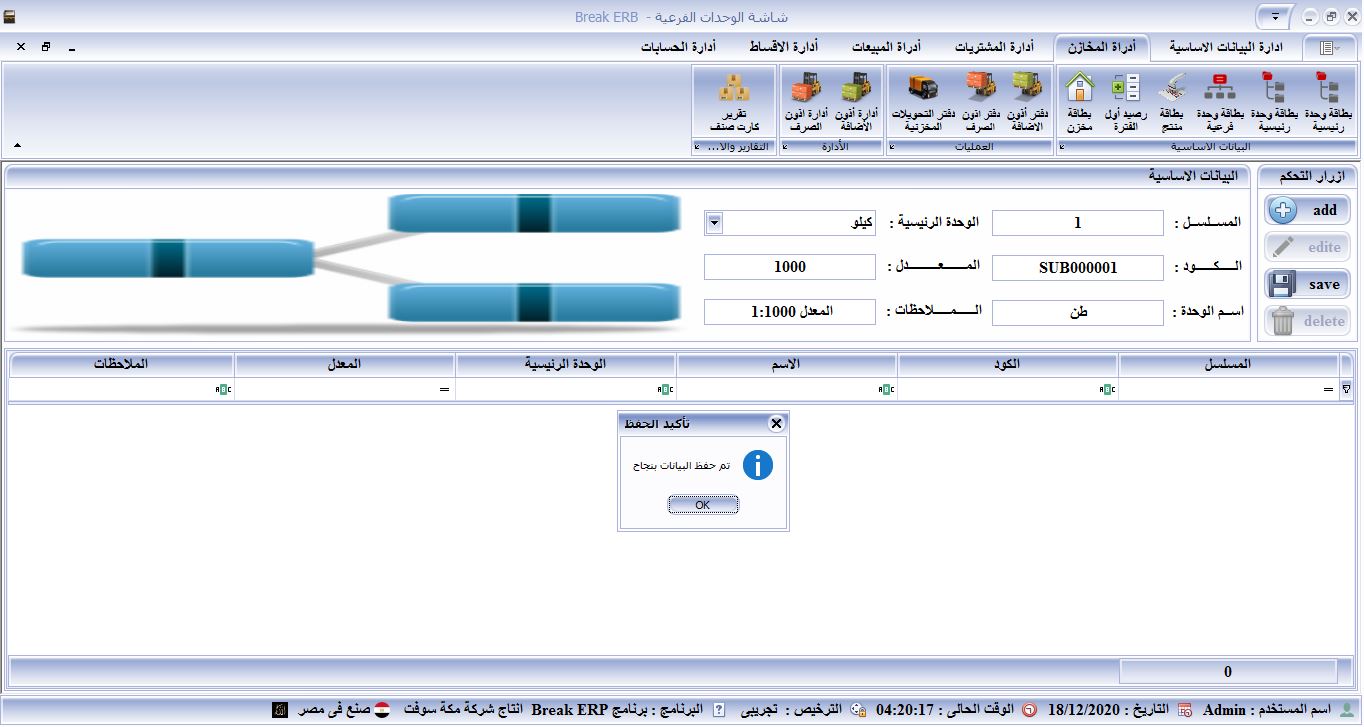 شاشة الوحدات الفرعية - Break ERB
ادارة البيانات الاساسية
أدراة المخازن
أدارة المشتريات
أدراة المبيعات
أدارة الاقساط
أدارة الحسابات
بطاقة وحدة رئيسية
بطاقة وحدة رئيسية
بطاقة وحدة فرعية
بطاقة منتج
رصيد أول الفترة
بطاقة مخزن
البيانات الاساسية
دفتر أذون الاضافة
دفتر اذون الصرف
دفتر التحويلات المخزنية
العمليات
أدارة أذون الأضافة
أدارة اذون الصرف
الأدارة
تقرير كارت صنف
التقارير والا...
ازرار التحكم
add
edite
save
delete
البيانات الاساسية
المسلسل : 1
الوحدة الرئيسية : كيلو
الكود : SUB000001
المعدل : 1000
اسم الوحدة : طن
الملاحظات : المعدل 1:1000
المسلسل الكود الاسم الوحدة الرئيسية المعدل الملاحظات
= ABC ABC ABC = ABC
تأكيد الحفظ
تم حفظ البيانات بنجاح
OK
0
اسم المستخدم : Admin التاريخ : 18/12/2020 الوقت الحالى : 04:20:17 الترخيص : تجريبى البرنامج : برنامج Break ERP انتاج شركة مكة سوفت صنع فى مصر